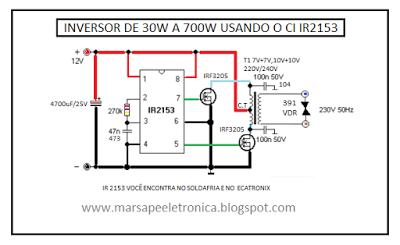 INVERSOR DE 30W A 700W USANDO O CI IR2153
+
12V
T1 7V+7V,10V+10V
220V/240V
100n 50V
104
IRF3205
1
8
2
7
3
6
4
5
IR2153
4700uF/25V
270k
47n
473
C.T
391
VDR
230V 50Hz
IRF3205
100n 50V
-
IR 2153 VOCÊ ENCONTRA NO SOLDAFRIA E NO ECATRONIX
www.marsapeeletronica.blogspot.com